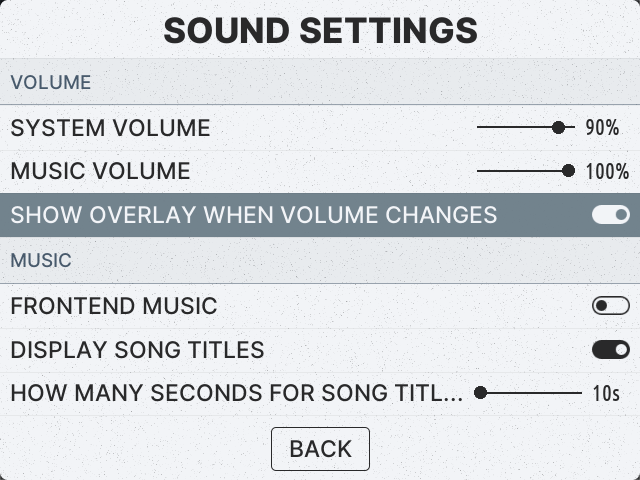 SOUND SETTINGS
VOLUME
SYSTEM VOLUME 90%
MUSIC VOLUME 100%
SHOW OVERLAY WHEN VOLUME CHANGES
MUSIC
FRONTEND MUSIC
DISPLAY SONG TITLES
HOW MANY SECONDS FOR SONG TITL... 10s
BACK